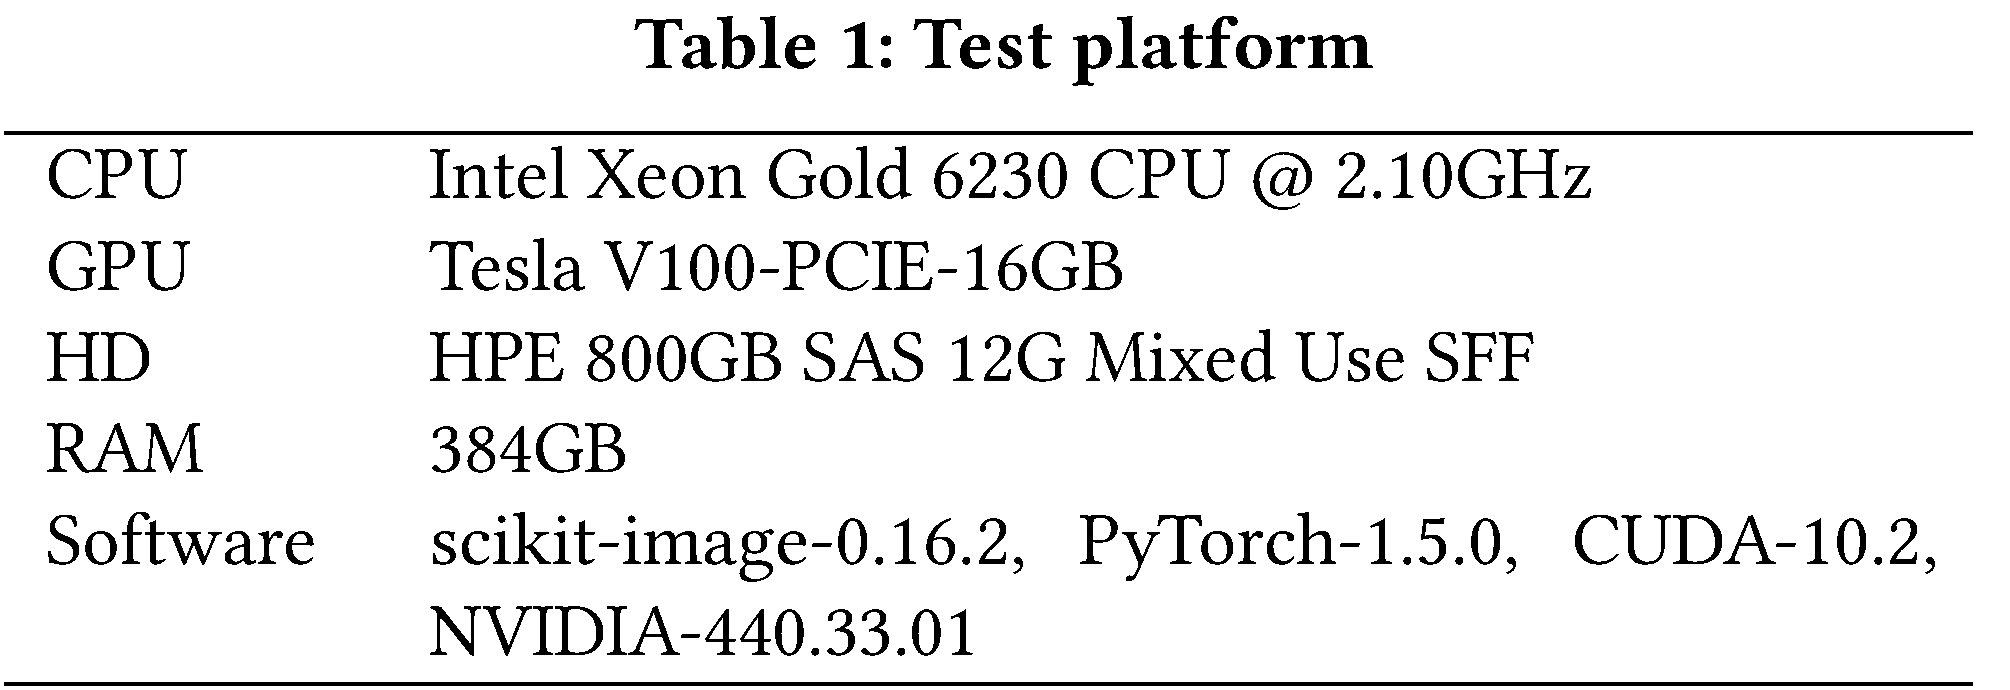 Table 1: Test platform
CPU Intel Xeon Gold 6230 CPU @ 2.10GHz
GPU Tesla V100-PCIE-16GB
HD HPE 800GB SAS 12G Mixed Use SFF
RAM 384GB
Software scikit-image-0.16.2, PyTorch-1.5.0, CUDA-10.2,
NVIDIA-440.33.01